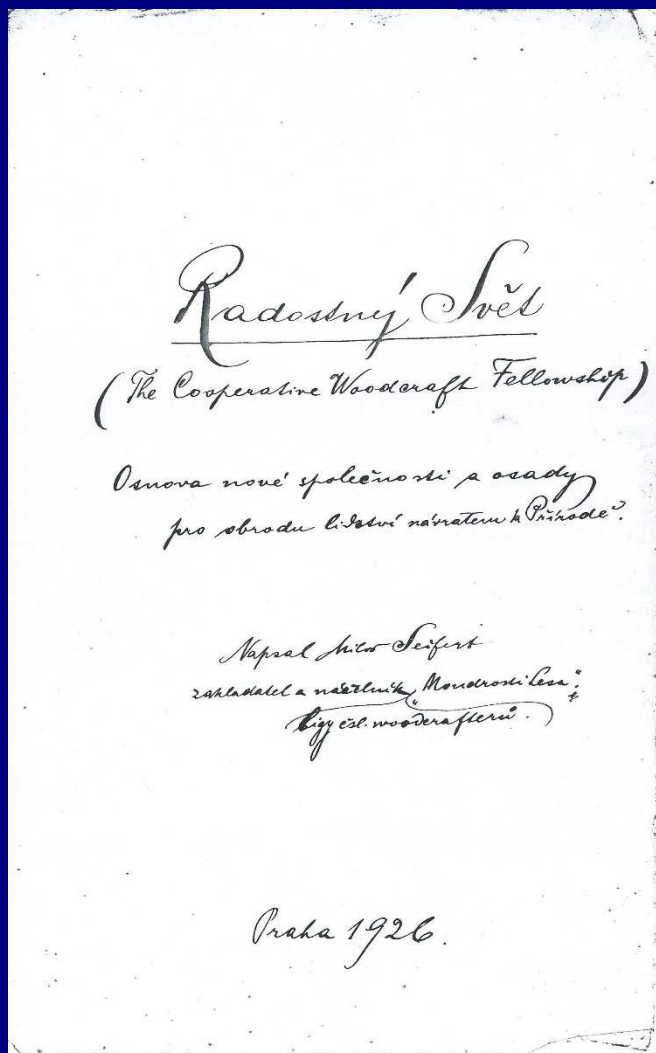 Radostný Svět
(The Cooperative Woodcraft Fellowship)
Osnova nové společnosti a osady
pro obrodu lidství návratem k Přírodě.
Napsal Miloš Seifert
zakladatel a náčelník „Moudrosti Lesa“
Ligy čsl. woodcrafterů.
Praha 1926.